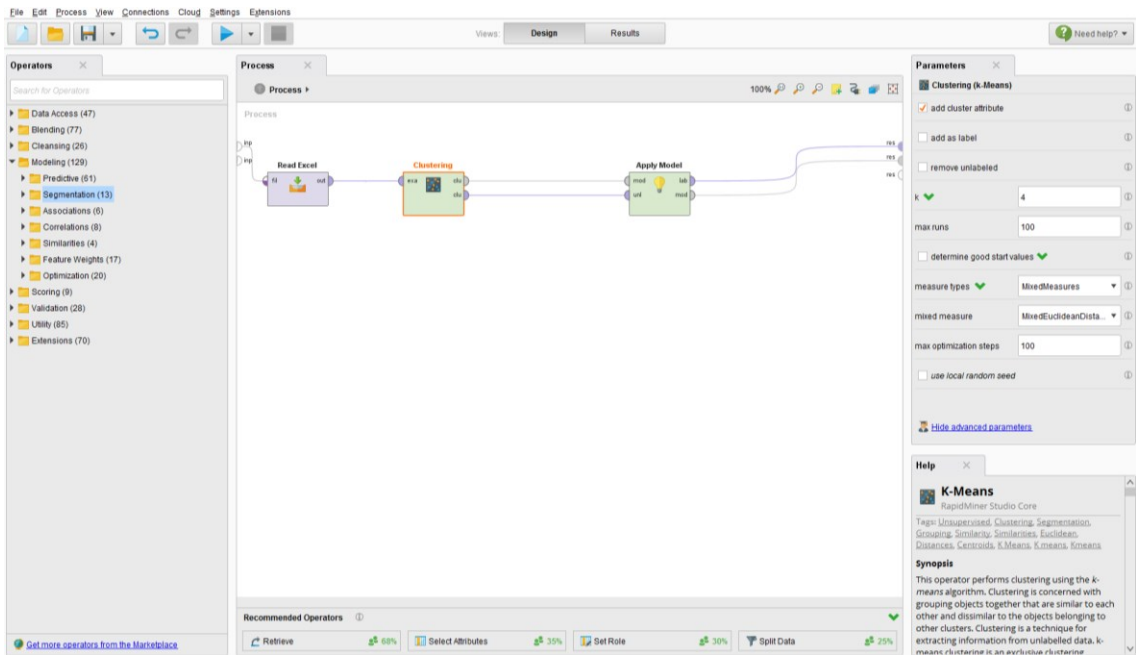 File Edit Process View Connections Cloud Settings Extensions
Views: Design Results
Need help?
Operators
Search for Operators
Data Access (47)
Blending (77)
Cleansing (26)
Modeling (129)
Predictive (61)
Segmentation (13)
Associations (6)
Correlations (8)
Similarities (4)
Feature Weights (17)
Optimization (20)
Scoring (9)
Validation (28)
Utility (85)
Extensions (70)
Get more operators from the Marketplace
Process
Process
100%
Process
inp
inp
Read Excel
fil out
Clustering
exa clu
clu
Apply Model
mod lab
unl mod
res
res
res
Recommended Operators
Retrieve 68%
Select Attributes 35%
Set Role 30%
Split Data 25%
Parameters
Clustering (k-Means)
add cluster attribute
add as label
remove unlabeled
k 4
max runs 100
determine good start values
measure types MixedMeasures
mixed measure MixedEuclideanDista...
max optimization steps 100
use local random seed
Hide advanced parameters
Help
K-Means
RapidMiner Studio Core
Tags: Unsupervised, Clustering, Segmentation,
Grouping, Similarity, Similarities, Euclidean,
Distances, Centroids, K.Means, K.means, Kmeans
Synopsis
This operator performs clustering using the k-
means algorithm. Clustering is concerned with
grouping objects together that are similar to each
other and dissimilar to the objects belonging to
other clusters. Clustering is a technique for
extracting information from unlabelled data. k-
means clustering is an exclusive clustering